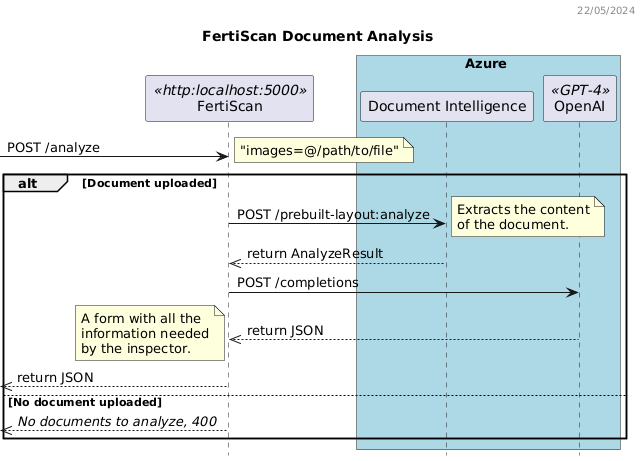 22/05/2024
FertiScan Document Analysis
Azure
«http:localhost:5000»
FertiScan
Document Intelligence
«GPT-4»
OpenAI
POST /analyze
"images=@/path/to/file"
alt
[Document uploaded]
POST /prebuilt-layout:analyze
Extracts the content
of the document.
return AnalyzeResult
POST /completions
A form with all the
information needed
by the inspector.
return JSON
return JSON
[No document uploaded]
No documents to analyze, 400